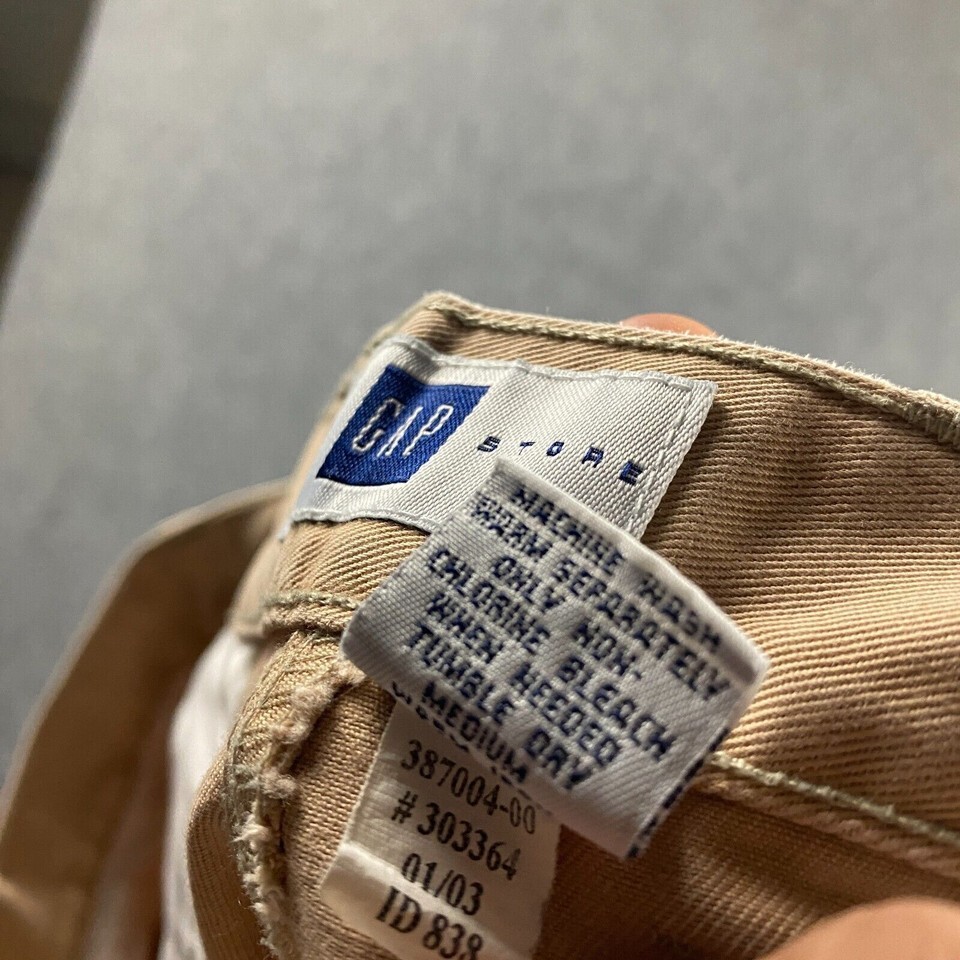 GAP STORE
MACHINE WASH
WARM SEPARATELY
ONLY NON-
CHLORINE BLEACH
WHEN NEEDED
TUMBLE DRY
MEDIUM
387004-00
# 303364
01/03
ID 838